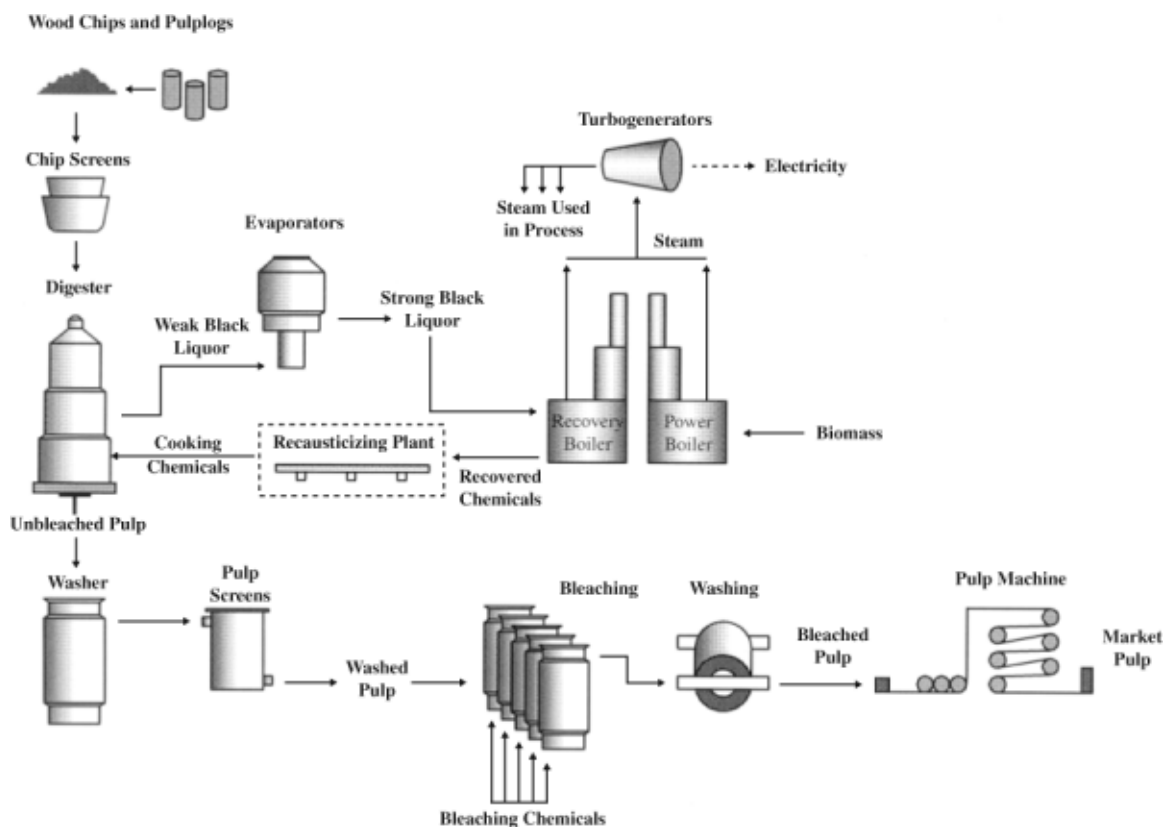 Wood Chips and Pulplogs
Chip Screens
Digester
Evaporators
Weak Black
Liquor
Strong Black
Liquor
Turbogenerators
Electricity
Steam Used
in Process
Steam
Recovery
Boiler
Power
Boiler
Biomass
Cooking
Chemicals
Recausticizing Plant
Recovered
Chemicals
Unbleached Pulp
Washer
Pulp
Screens
Washed
Pulp
Bleaching
Bleaching Chemicals
Washing
Bleached
Pulp
Pulp Machine
Market
Pulp